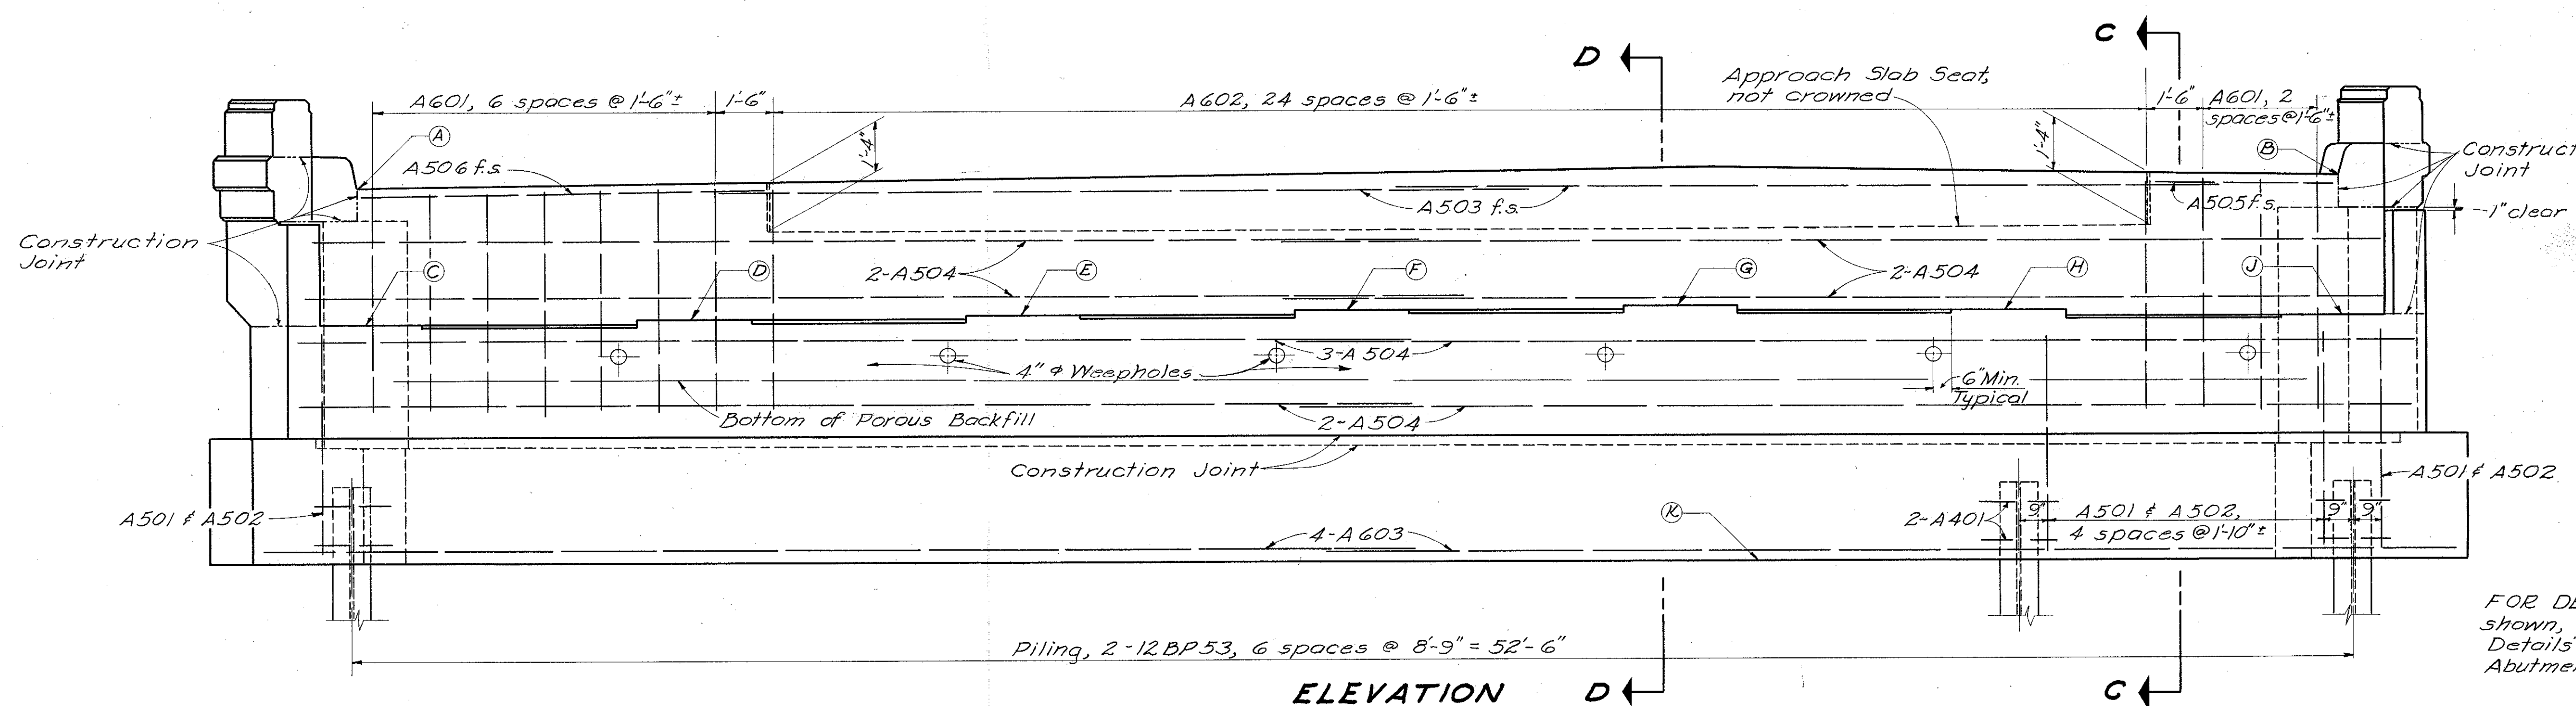 D
C
Approach Slab Seat,
not crowned
A601, 6 spaces @ 1'-6"±
1'-6"
A602, 24 spaces @ 1'-6"±
1'-6"
A601, 2
spaces@1'-6"±
A
1'-4"
1'-4"
B
A506 f.s.
A503 f.s.
A505 f.s.
Joint
1" clear
Construction
Joint
C
D
2-A504
E
F
G
2-A504
H
J
3-A504
4" ϕ Weepholes
6" Min.
Typical
Bottom of Porous Backfill
2-A504
Construction Joint
A501 & A502
A501 & A502
2-A401
9"
A501 & A502,
4 spaces @ 1'-10"±
9"
9"
4-A603
K
FOR
shown,
Details
Piling, 2-12BP53, 6 spaces @ 8'-9" = 52'-6"
ELEVATION
D
C